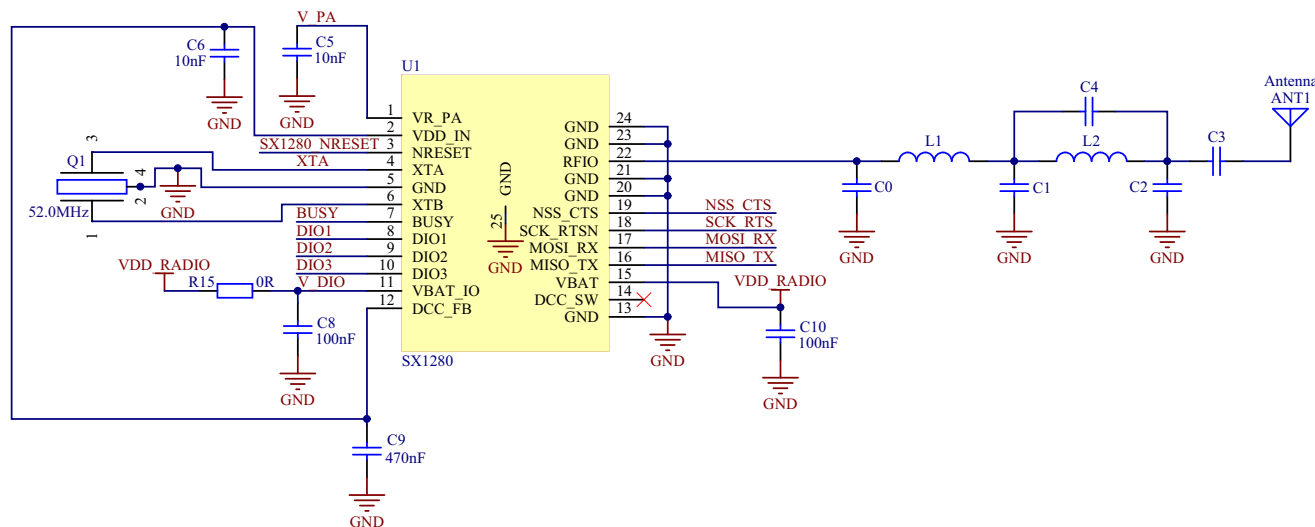 V_PA
C6
10nF
C5
10nF
GND
GND
U1
1
VR_PA
2
VDD_IN
SX1280_NRESET
3
NRESET
XTA
4
XTA
5
GND
6
XTB
BUSY
7
BUSY
DIO1
8
DIO1
DIO2
9
DIO2
DIO3
10
DIO3
V_DIO
11
VBAT_IO
12
DCC_FB
3
Q1
4
2
52.0MHz
1
GND
VDD_RADIO
R15
0R
C8
100nF
GND
C9
470nF
GND
GND
25
GND
SX1280
24
GND
23
GND
22
RFIO
21
GND
20
GND
19
NSS_CTS
NSS_CTS
18
SCK_RTSN
SCK_RTS
17
MOSI_RX
MOSI_RX
16
MISO_TX
MISO_TX
15
VBAT
14
DCC_SW
13
GND
GND
VDD_RADIO
C10
100nF
GND
C0
GND
L1
C4
L2
C1
GND
C2
GND
C3
Antenna
ANT1